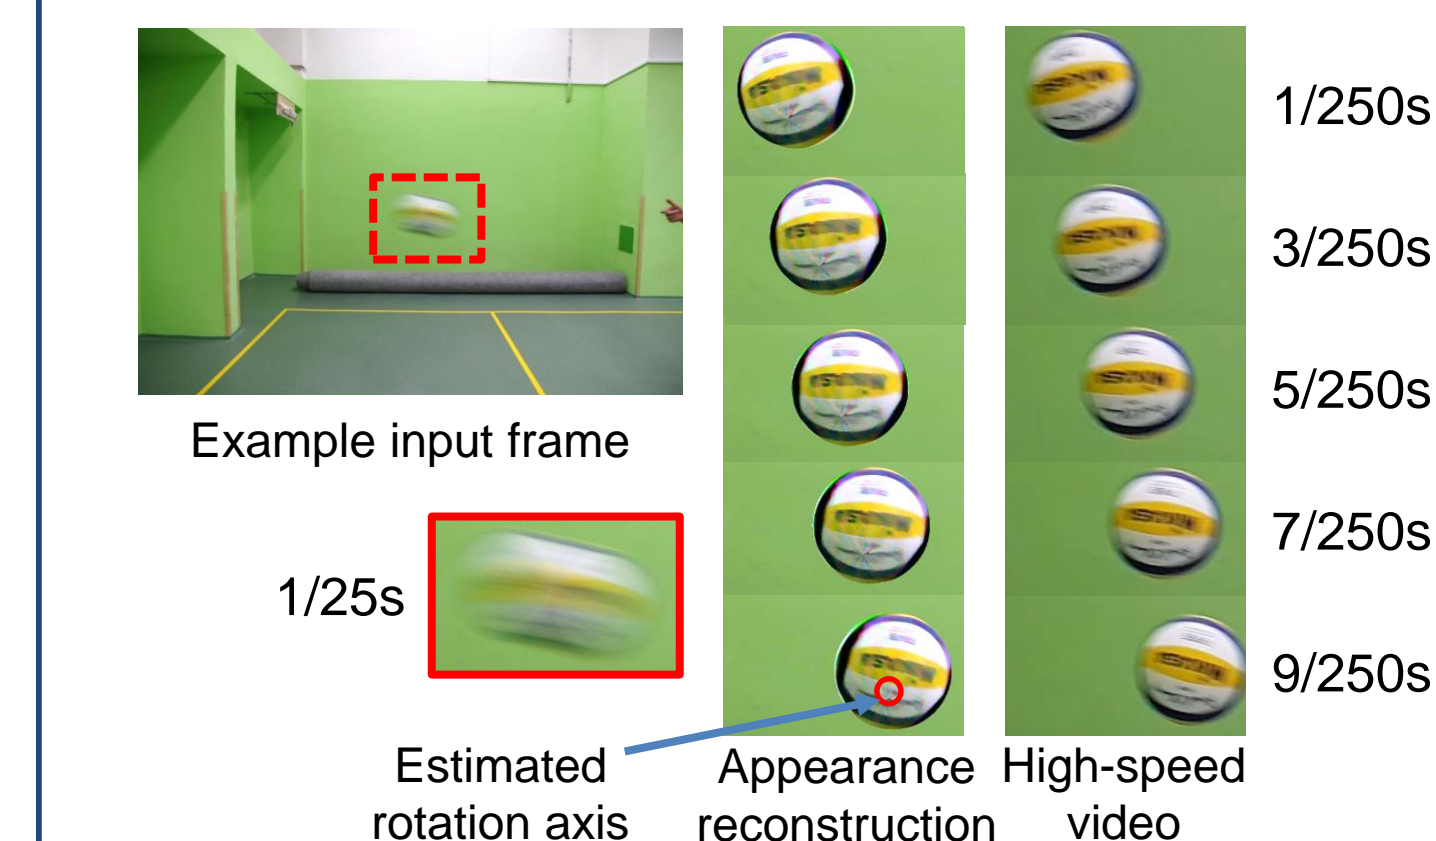 Example input frame
1/25s
Estimated
rotation axis
Appearance
reconstruction
High-speed
video
1/250s
3/250s
5/250s
7/250s
9/250s